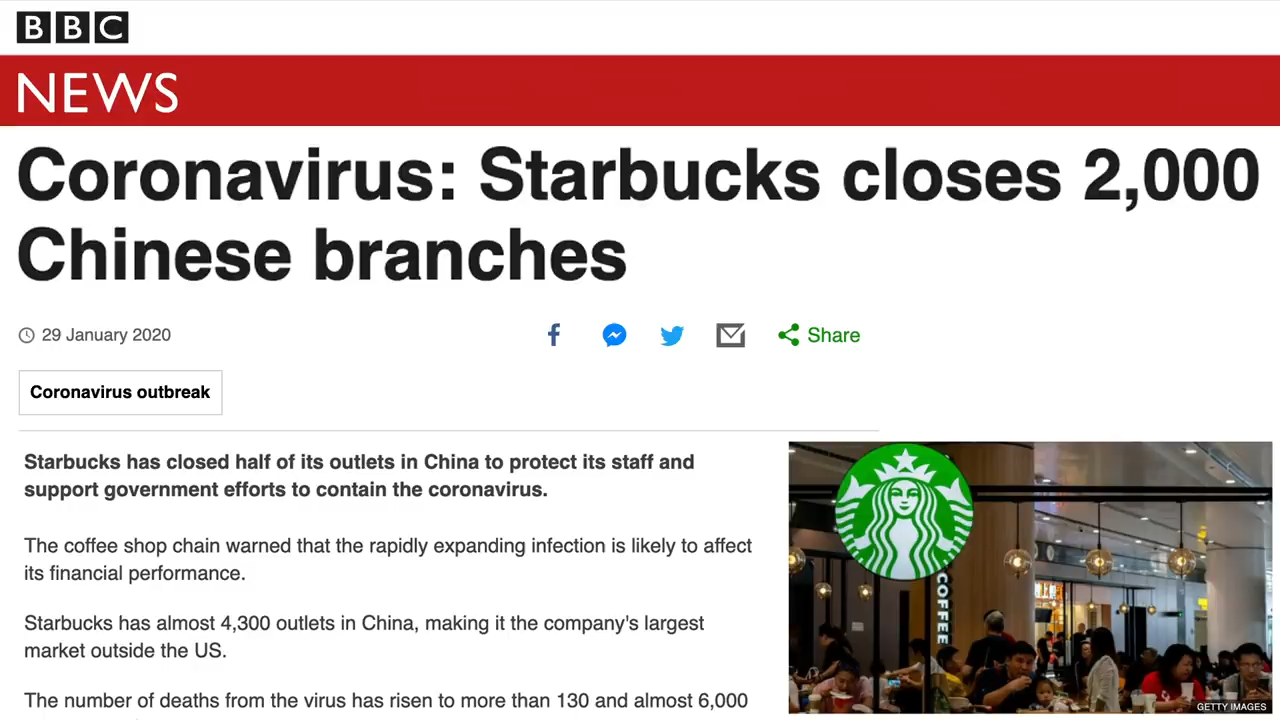 BBC
NEWS
Coronavirus: Starbucks closes 2,000
Chinese branches
29 January 2020
Share
Coronavirus outbreak
Starbucks has closed half of its outlets in China to protect its staff and
support government efforts to contain the coronavirus.
The coffee shop chain warned that the rapidly expanding infection is likely to affect
its financial performance.
Starbucks has almost 4,300 outlets in China, making it the company's largest
market outside the US.
The number of deaths from the virus has risen to more than 130 and almost 6,000
COFFEE
GETTY IMAGES